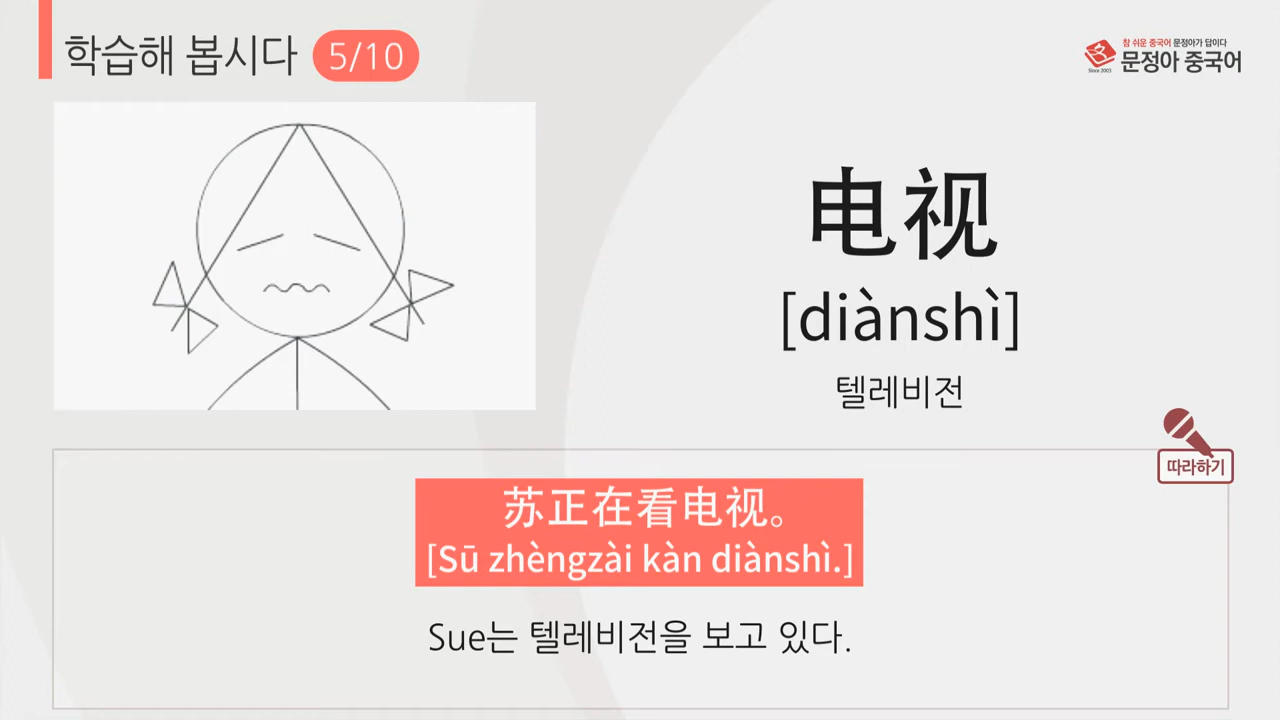 학습해 봅시다 5/10
참 쉬운 중국어 문정아가 답이다
문정아 중국어
Since 2003
电视
[diànshì]
텔레비전
따라하기
苏正在看电视。
[Sū zhèngzài kàn diànshì.]
Sue는 텔레비전을 보고 있다.